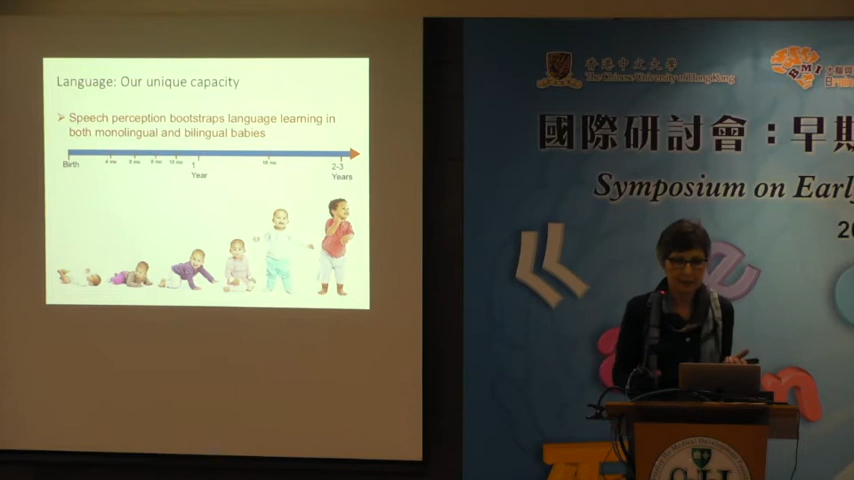 Language: Our unique capacity
➢ Speech perception bootstraps language learning in
both monolingual and bilingual babies
Birth
1
Year
2-3
Years
香港中文大學
The Chinese University of Hong Kong
BMI
國際研討會：早
Symposium on Early
20